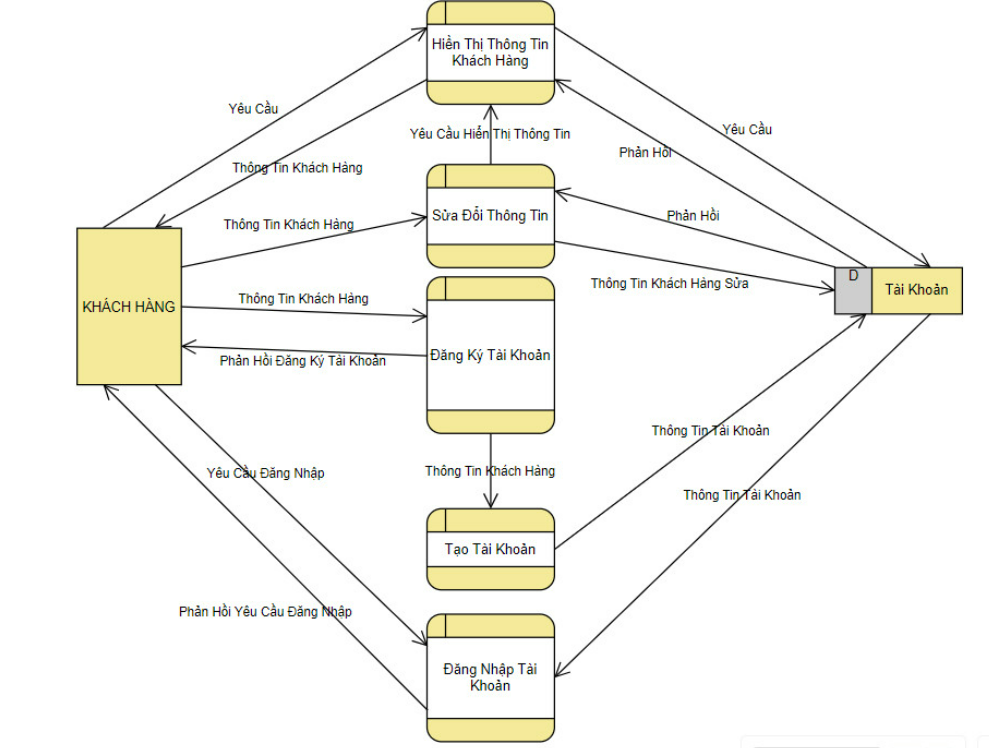 Hiển Thị Thông Tin
Khách Hàng
Yêu Cầu
Yêu Cầu
Yêu Cầu Hiển Thị Thông Tin
Phản Hồi
Thông Tin Khách Hàng
Sửa Đổi Thông Tin
Phản Hồi
Thông Tin Khách Hàng
D
Thông Tin Khách Hàng Sửa
Tài Khoản
Thông Tin Khách Hàng
KHÁCH HÀNG
Đăng Ký Tài Khoản
Phản Hồi Đăng Ký Tài Khoản
Thông Tin Tài Khoản
Thông Tin Khách Hàng
Yêu Cầu Đăng Nhập
Thông Tin Tài Khoản
Tạo Tài Khoản
Phản Hồi Yêu Cầu Đăng Nhập
Đăng Nhập Tài
Khoản